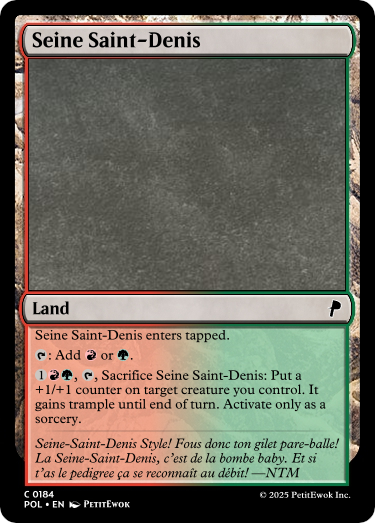 Seine Saint-Denis
Land
Seine Saint-Denis enters tapped.
: Add or .
1 , , Sacrifice Seine Saint-Denis: Put a
+1/+1 counter on target creature you control. It
gains trample until end of turn. Activate only as a
sorcery.
Seine-Saint-Denis Style! Fous donc ton gilet pare-balle!
La Seine-Saint-Denis, c'est de la bombe baby. Et si
t'as le pedigree ça se reconnaît au débit! —NTM
C 0184
POL • EN PetitEwok
© 2025 PetitEwok Inc.